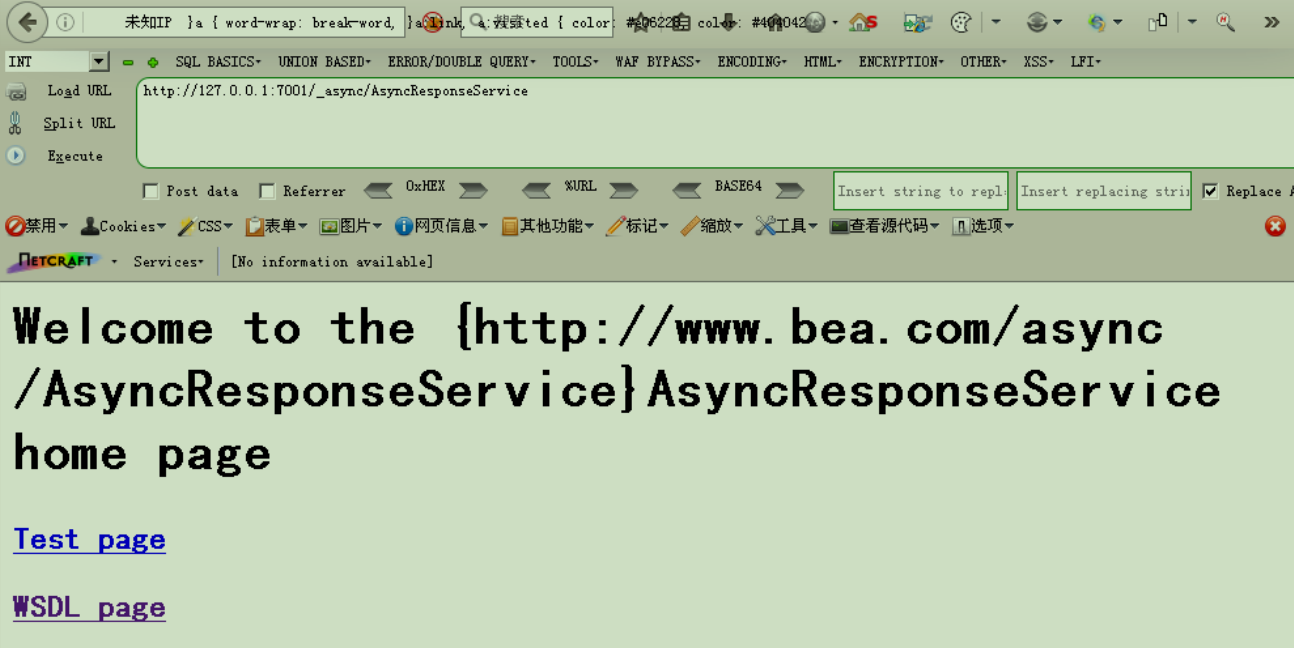 未知IP }a { word-wrap: break-word, }a:link, a:visited { color: #206228, color: #404042
搜索
INT SQL BASICS UNION BASED ERROR/DOUBLE QUERY TOOLS WAF BYPASS ENCODING HTML ENCRYPTION OTHER XSS LFI
Load URL http://127.0.0.1:7001/_async/AsyncResponseService
Split URL
Execute
Post data Referrer 0xHEX %URL BASE64 Insert string to repl Insert replacing stri Replace A
禁用 Cookies CSS 表单 图片 网页信息 其他功能 标记 缩放 工具 查看源代码 选项
NETCRAFT Services [No information available]
Welcome to the {http://www.bea.com/async
/AsyncResponseService}AsyncResponseService
home page
Test page
WSDL page